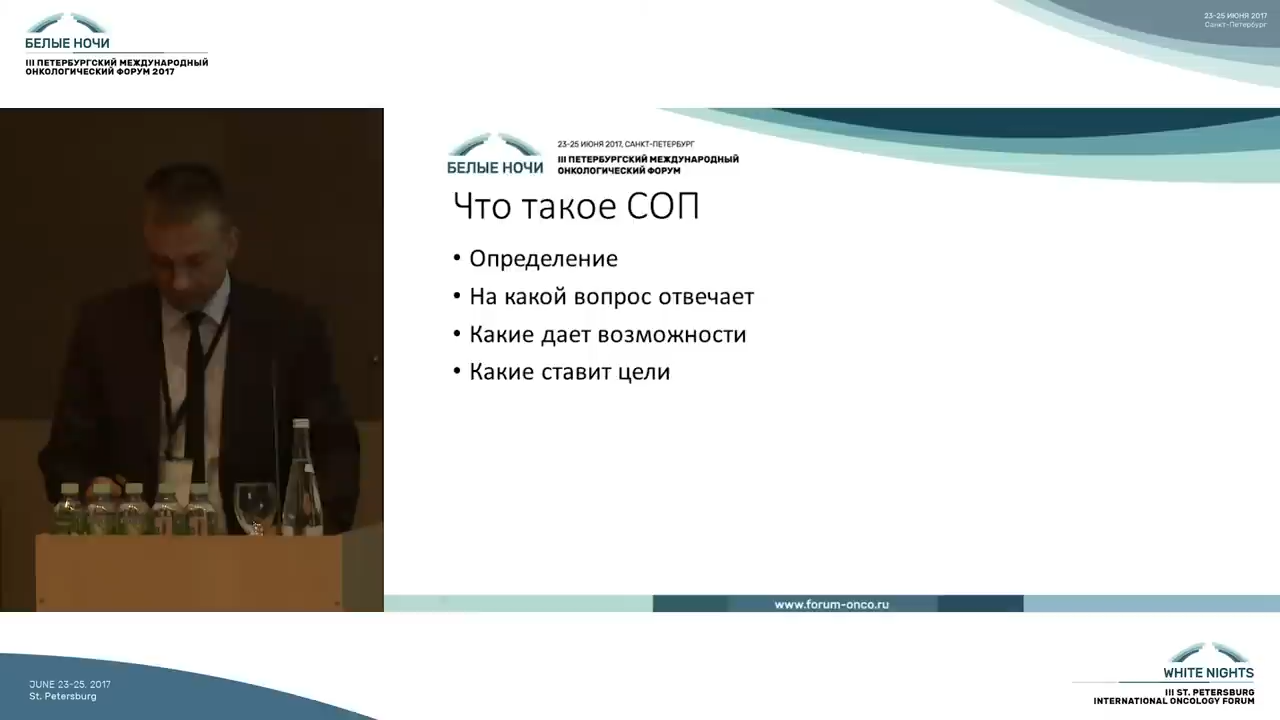 БЕЛЫЕ НОЧИ
III ПЕТЕРБУРГСКИЙ МЕЖДУНАРОДНЫЙ
ОНКОЛОГИЧЕСКИЙ ФОРУМ 2017
23-25 ИЮНЯ 2017
Санкт-Петербург
БЕЛЫЕ НОЧИ
23-25 ИЮНЯ 2017, САНКТ-ПЕТЕРБУРГ
III ПЕТЕРБУРГСКИЙ МЕЖДУНАРОДНЫЙ
ОНКОЛОГИЧЕСКИЙ ФОРУМ
Что такое СОП
• Определение
• На какой вопрос отвечает
• Какие дает возможности
• Какие ставит цели
www.forum-onco.ru
JUNE 23-25, 2017
St. Petersburg
WHITE NIGHTS
III ST. PETERSBURG
INTERNATIONAL ONCOLOGY FORUM